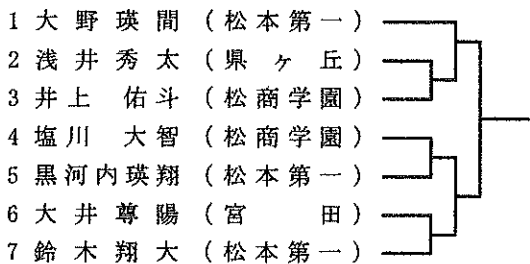 1 大野瑛間 (松本第一)
2 浅井秀太 (県ヶ丘)
3 井上佑斗 (松商学園)
4 塩川大智 (松商学園)
5 黒河内瑛翔 (松本第一)
6 大井尊陽 (宮田)
7 鈴木翔大 (松本第一)